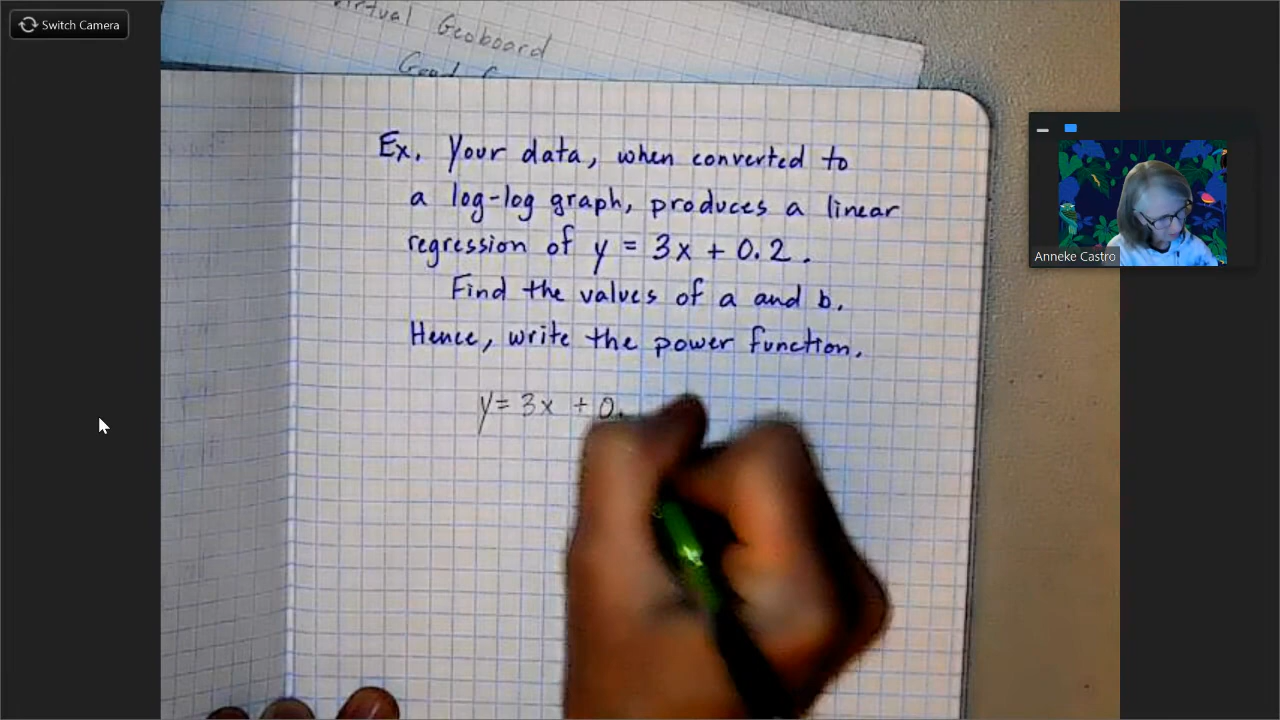 Switch Camera
Virtual Geoboard
Ex. Your data, when converted to
a log-log graph, produces a linear
regression of y = 3x + 0.2.
Find the values of a and b.
Hence, write the power function.
y = 3x + 0.
Anneke Castro